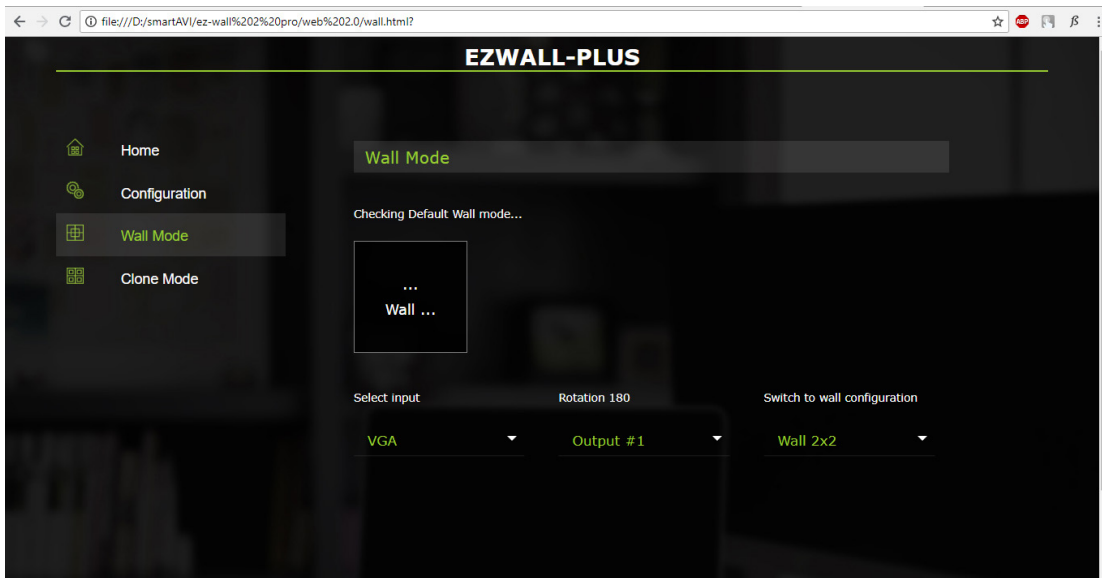 file:///D:/smartAVI/ez-wall%202%20pro/web%202.0/wall.html?
ABP
EZWALL-PLUS
Home
Configuration
Wall Mode
Clone Mode
Wall Mode
Checking Default Wall mode...
...
Wall ...
Select input
Rotation 180
Switch to wall configuration
VGA
Output #1
Wall 2x2